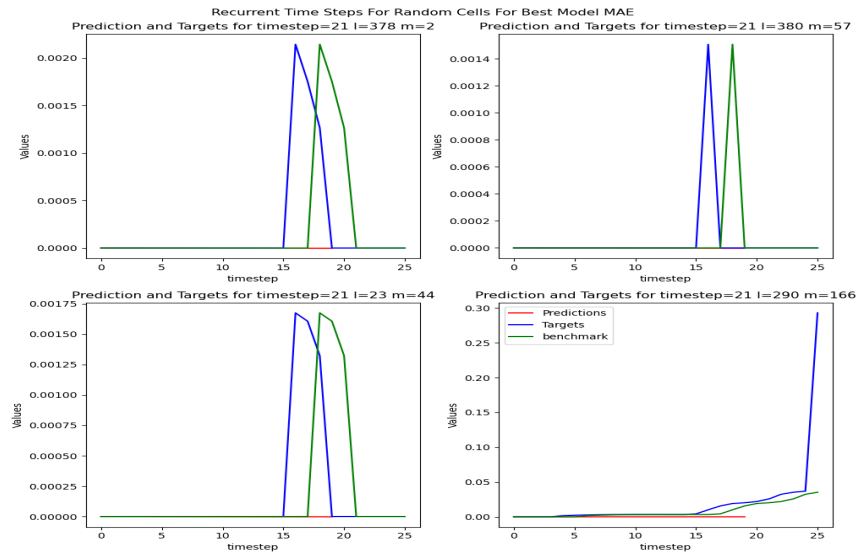 Recurrent Time Steps For Random Cells For Best Model MAE
Prediction and Targets for timestep=21 l=378 m=2
Values
0.0020
0.0015
0.0010
0.0005
0.0000
0 5 10 15 20 25
timestep
Prediction and Targets for timestep=21 l=380 m=57
Values
0.0014
0.0012
0.0010
0.0008
0.0006
0.0004
0.0002
0.0000
0 5 10 15 20 25
timestep
Prediction and Targets for timestep=21 l=23 m=44
Values
0.00175
0.00150
0.00125
0.00100
0.00075
0.00050
0.00025
0.00000
0 5 10 15 20 25
timestep
Prediction and Targets for timestep=21 l=290 m=166
Values
0.30
0.25
0.20
0.15
0.10
0.05
0.00
Predictions
Targets
benchmark
0 5 10 15 20 25
timestep